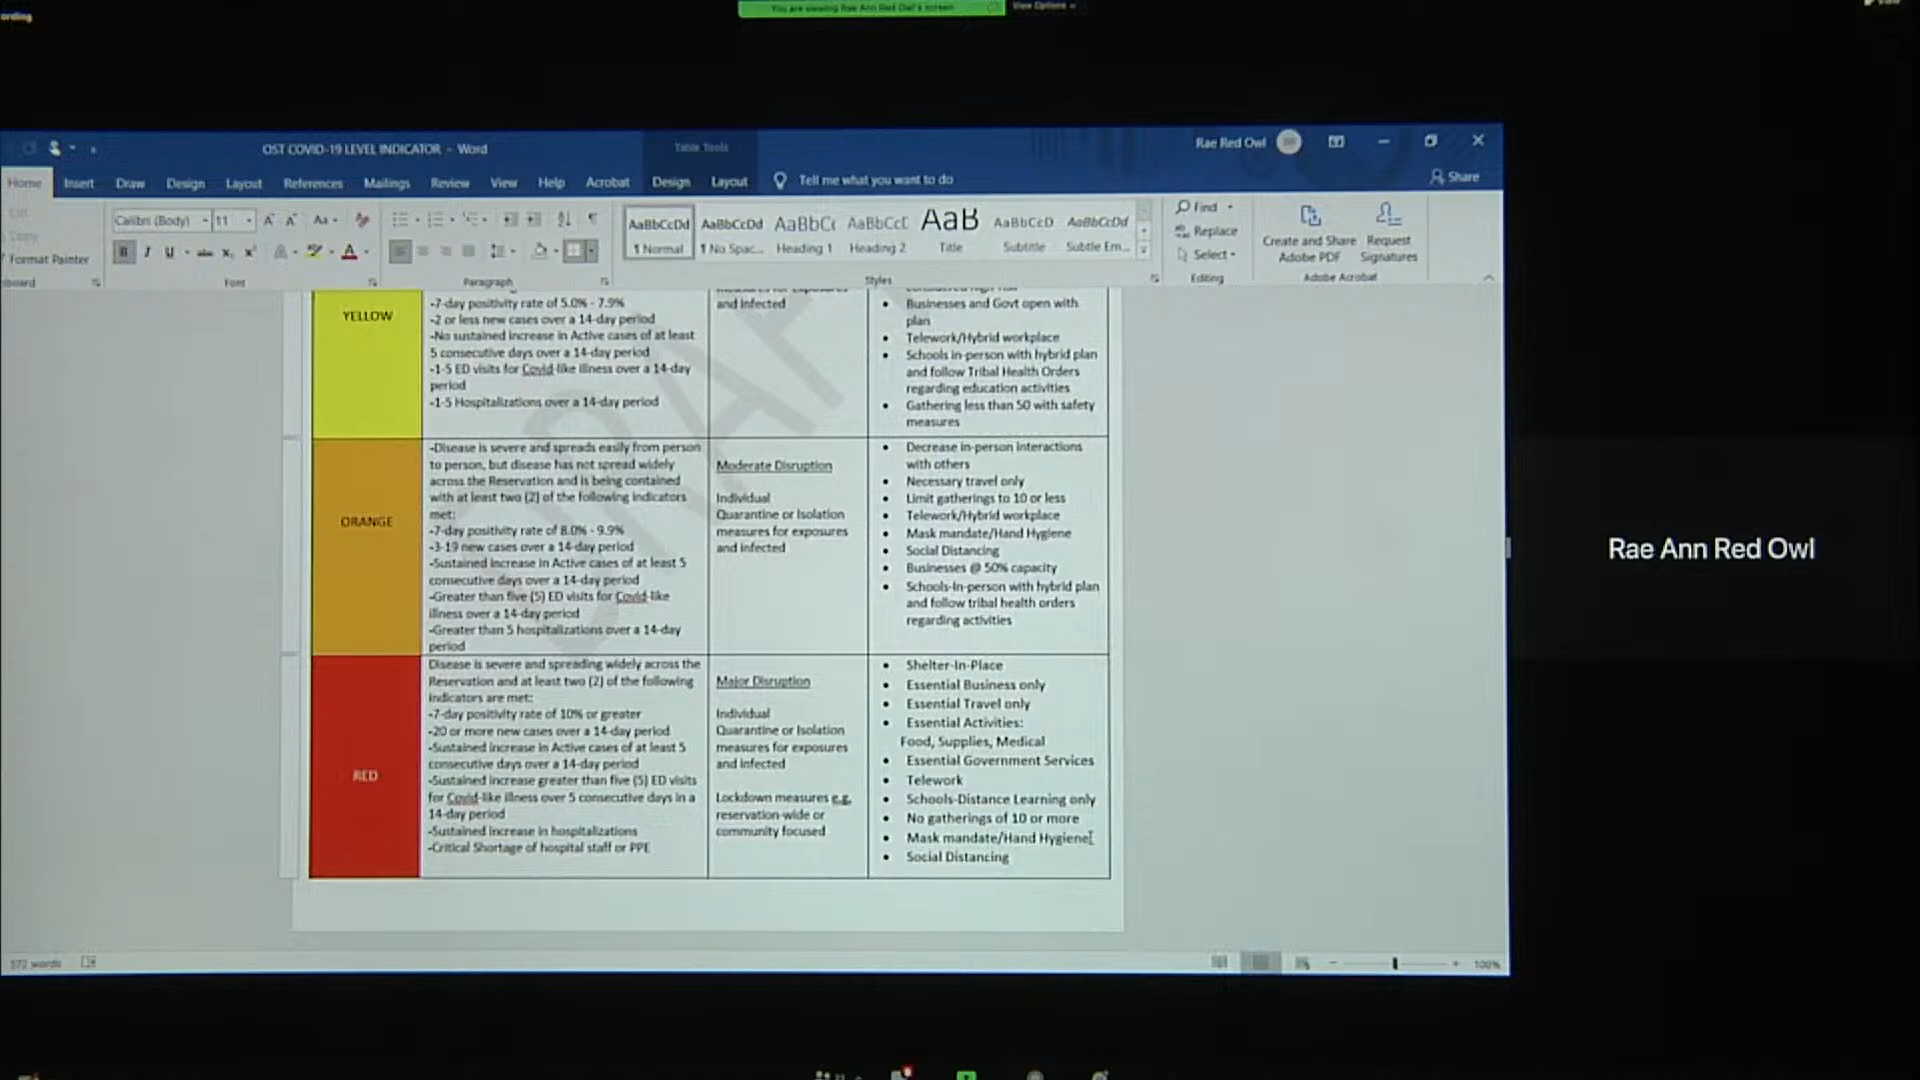 You are viewing Rae Ann Red Owl's screen
View Options
OST COVID-19 LEVEL INDICATOR - Word
Table Tools
Rae Red Owl
Home Insert Draw Design Layout References Mailings Review View Help Acrobat Design Layout Tell me what you want to do
Share
Copy
Format Painter
Calibri (Body) 11
Font
Paragraph
AaBbCcDd AaBbCcDd AaBbC AaBbCcC AaB AaBbCcD AaBbCcDd
¶ Normal ¶ No Spac... Heading 1 Heading 2 Title Subtitle Subtle Em...
Styles
Find
Replace
Select
Editing
Create and Share Adobe PDF
Request Signatures
Adobe Acrobat
DRAFT
YELLOW
-7-day positivity rate of 5.0% - 7.9%
-2 or less new cases over a 14-day period
-No sustained increase in Active cases of at least
5 consecutive days over a 14-day period
-1-5 ED visits for Covid-like illness over a 14-day
period
-1-5 Hospitalizations over a 14-day period
and infected
• Businesses and Govt open with
plan
• Telework/Hybrid workplace
• Schools in-person with hybrid plan
and follow Tribal Health Orders
regarding education activities
• Gathering less than 50 with safety
measures
ORANGE
-Disease is severe and spreads easily from person
to person, but disease has not spread widely
across the Reservation and is being contained
with at least two (2) of the following indicators
met:
-7-day positivity rate of 8.0% - 9.9%
-3-19 new cases over a 14-day period
-Sustained increase in Active cases of at least 5
consecutive days over a 14-day period
-Greater than five (5) ED visits for Covid-like
illness over a 14-day period
-Greater than 5 hospitalizations over a 14-day
period
Moderate Disruption
Individual
Quarantine or Isolation
measures for exposures
and infected
• Decrease in-person interactions
with others
• Necessary travel only
• Limit gatherings to 10 or less
• Telework/Hybrid workplace
• Mask mandate/Hand Hygiene
• Social Distancing
• Businesses @ 50% capacity
• Schools-In-person with hybrid plan
and follow tribal health orders
regarding activities
RED
Disease is severe and spreading widely across the
Reservation and at least two (2) of the following
indicators are met:
-7-day positivity rate of 10% or greater
-20 or more new cases over a 14-day period
-Sustained increase in Active cases of at least 5
consecutive days over a 14-day period
-Sustained increase greater than five (5) ED visits
for Covid-like illness over 5 consecutive days in a
14-day period
-Sustained increase in hospitalizations
-Critical Shortage of hospital staff or PPE
Major Disruption
Individual
Quarantine or Isolation
measures for exposures
and infected
Lockdown measures e.g.
reservation-wide or
community focused
• Shelter-In-Place
• Essential Business only
• Essential Travel only
• Essential Activities:
Food, Supplies, Medical
• Essential Government Services
• Telework
• Schools-Distance Learning only
• No gatherings of 10 or more
• Mask mandate/Hand Hygiene
• Social Distancing
572 words
100%
Rae Ann Red Owl